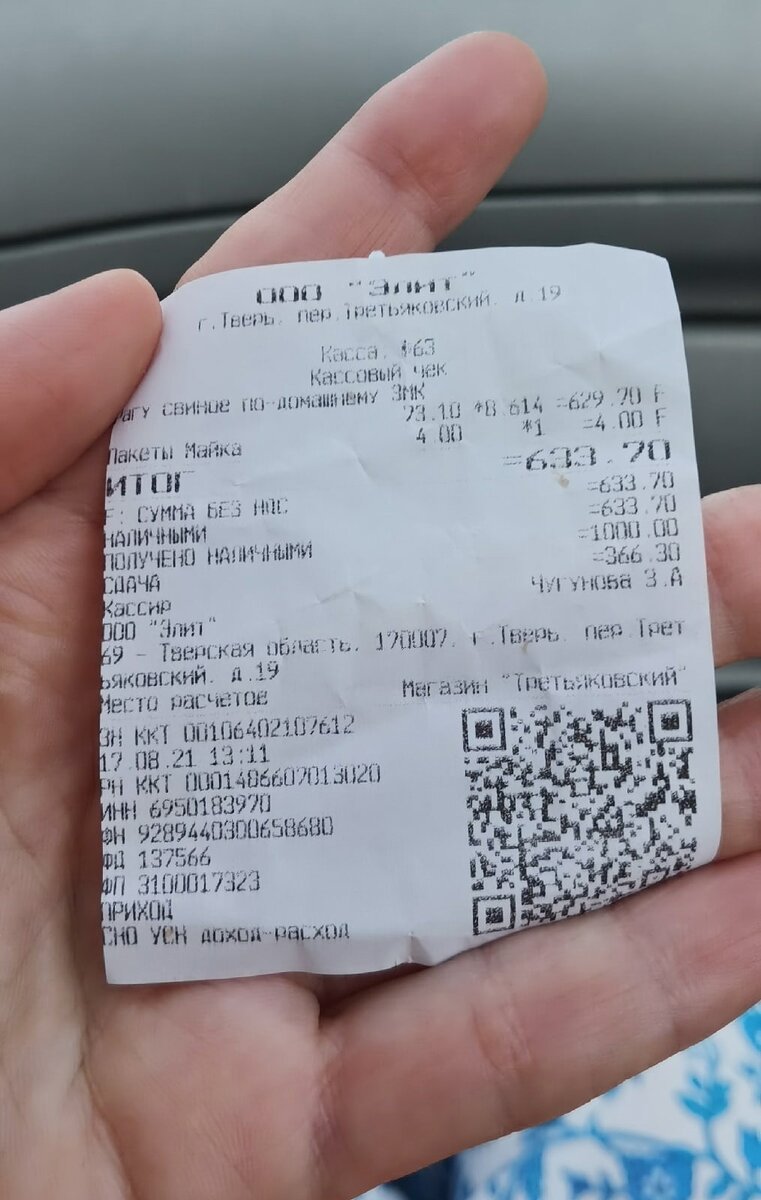 ООО "Элит"
г.Тверь, пер.Третьяковский, д.19
Касса. #63
Кассовый чек
Рагу свиное по-домашнему ЗМК
73.10 *8.614 =629.70 F
4.00 *1 =4.00 F
Пакеты Майка
ИТОГ =633.70
F: СУММА БЕЗ НДС =633.70
НАЛИЧНЫМИ =633.70
ПОЛУЧЕНО НАЛИЧНЫМИ =1000.00
СДАЧА =366.30
Кассир Чугунова З.А
ООО "Элит"
69 - Тверская область, 170007, г.Тверь, пер.Трет
ьяковский, д.19
Место расчетов Магазин "Третьяковский"
ЗН ККТ 00106402107612
17.08.21 13:11
РН ККТ 0001486607013020
ИНН 6950183970
ФН 9289440300658680
ФД 137566
ФП 3100017323
ПРИХОД
СНО УСН доход-расход